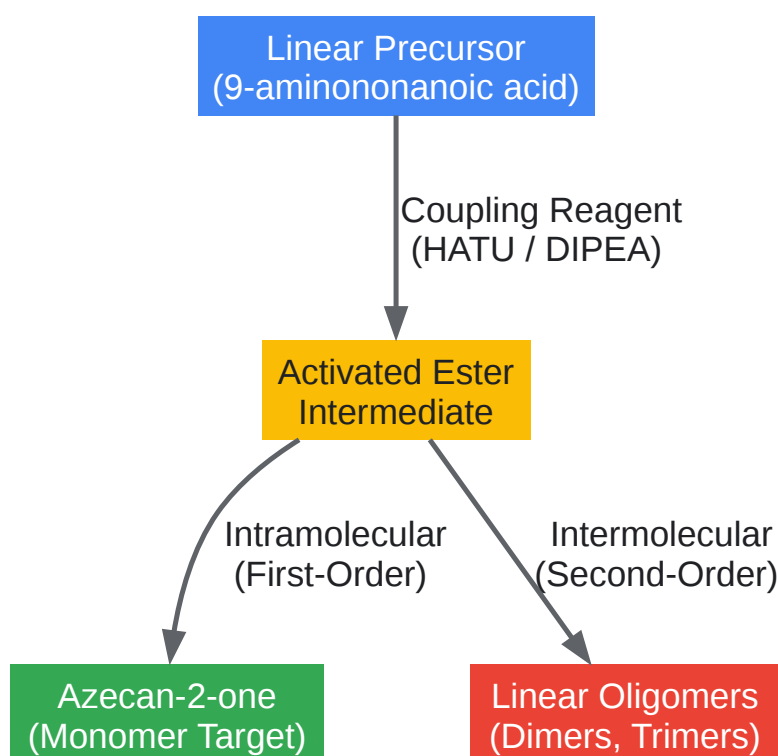 Linear Precursor
(9-aminononanoic acid)
Coupling Reagent
(HATU / DIPEA)
Activated Ester
Intermediate
Intramolecular
(First-Order)
Intermolecular
(Second-Order)
Azecan-2-one
(Monomer Target)
Linear Oligomers
(Dimers, Trimers)